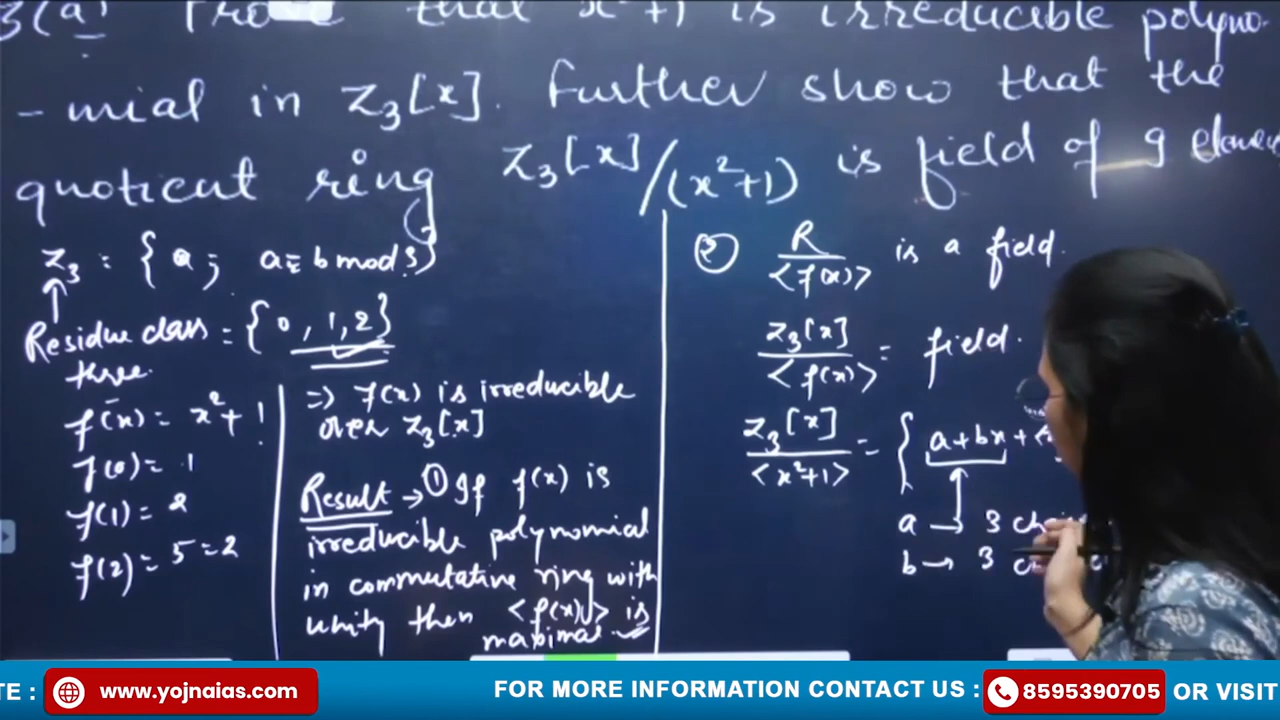 3(a) Prove that x²+1 is irreducible polyno-
-mial in Z₃[x]. Further show that the
quotient ring Z₃[x]/(x²+1) is field of 9
Z₃ = { a; a≡b mod 3}
Residue class = {0, 1, 2}
three.
f(x) = x²+1
f(0) = 1
f(1) = 2
f(2) = 5 = 2
=> f(x) is irreducible
over Z₃[x]
Result → ① If f(x) is
irreducible polynomial
in commutative ring with
unity then <f(x)> is
maximal.
② R/<f(x)> is a field.
Z₃[x]/<f(x)> = field.
Z₃[x]/<x²+1> = { a+bx + <
a → 3
b → 3
TE :
www.yojnaias.com
FOR MORE INFORMATION CONTACT US :
8595390705
OR VISIT